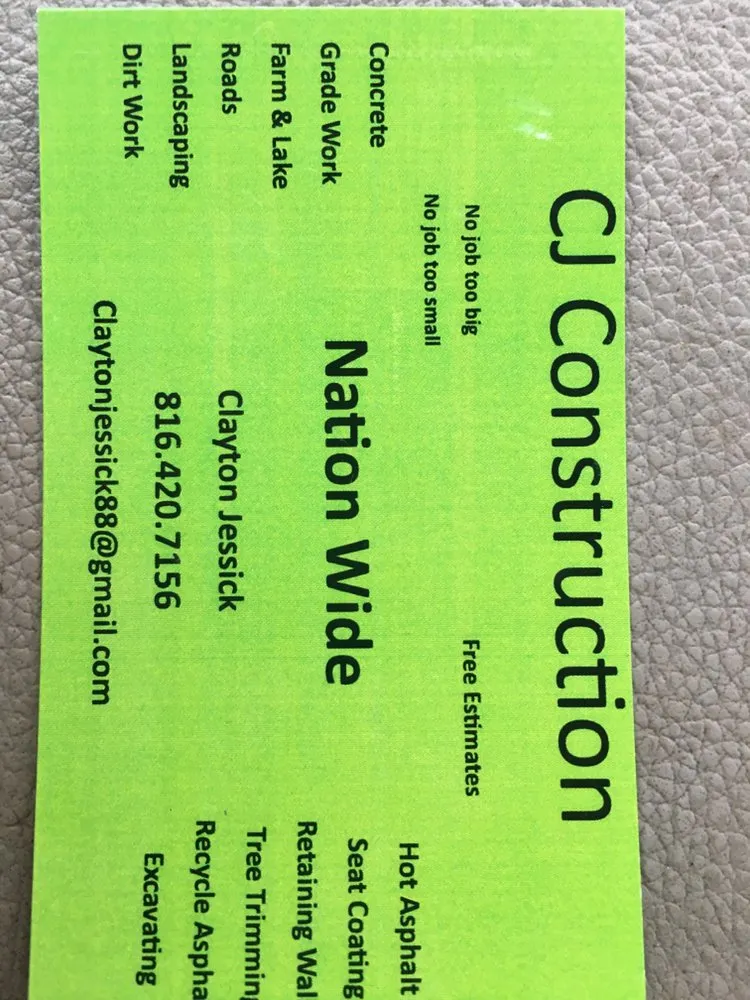 CJ Construction
No job too big
No job too small
Free Estimates
Concrete
Grade Work
Farm & Lake
Roads
Landscaping
Dirt Work
Nation Wide
Clayton Jessick
816.420.7156
Claytonjessick88@gmail.com
Hot Asphalt
Seat Coating
Retaining Wal
Tree Trimming
Recycle Aspha
Excavating